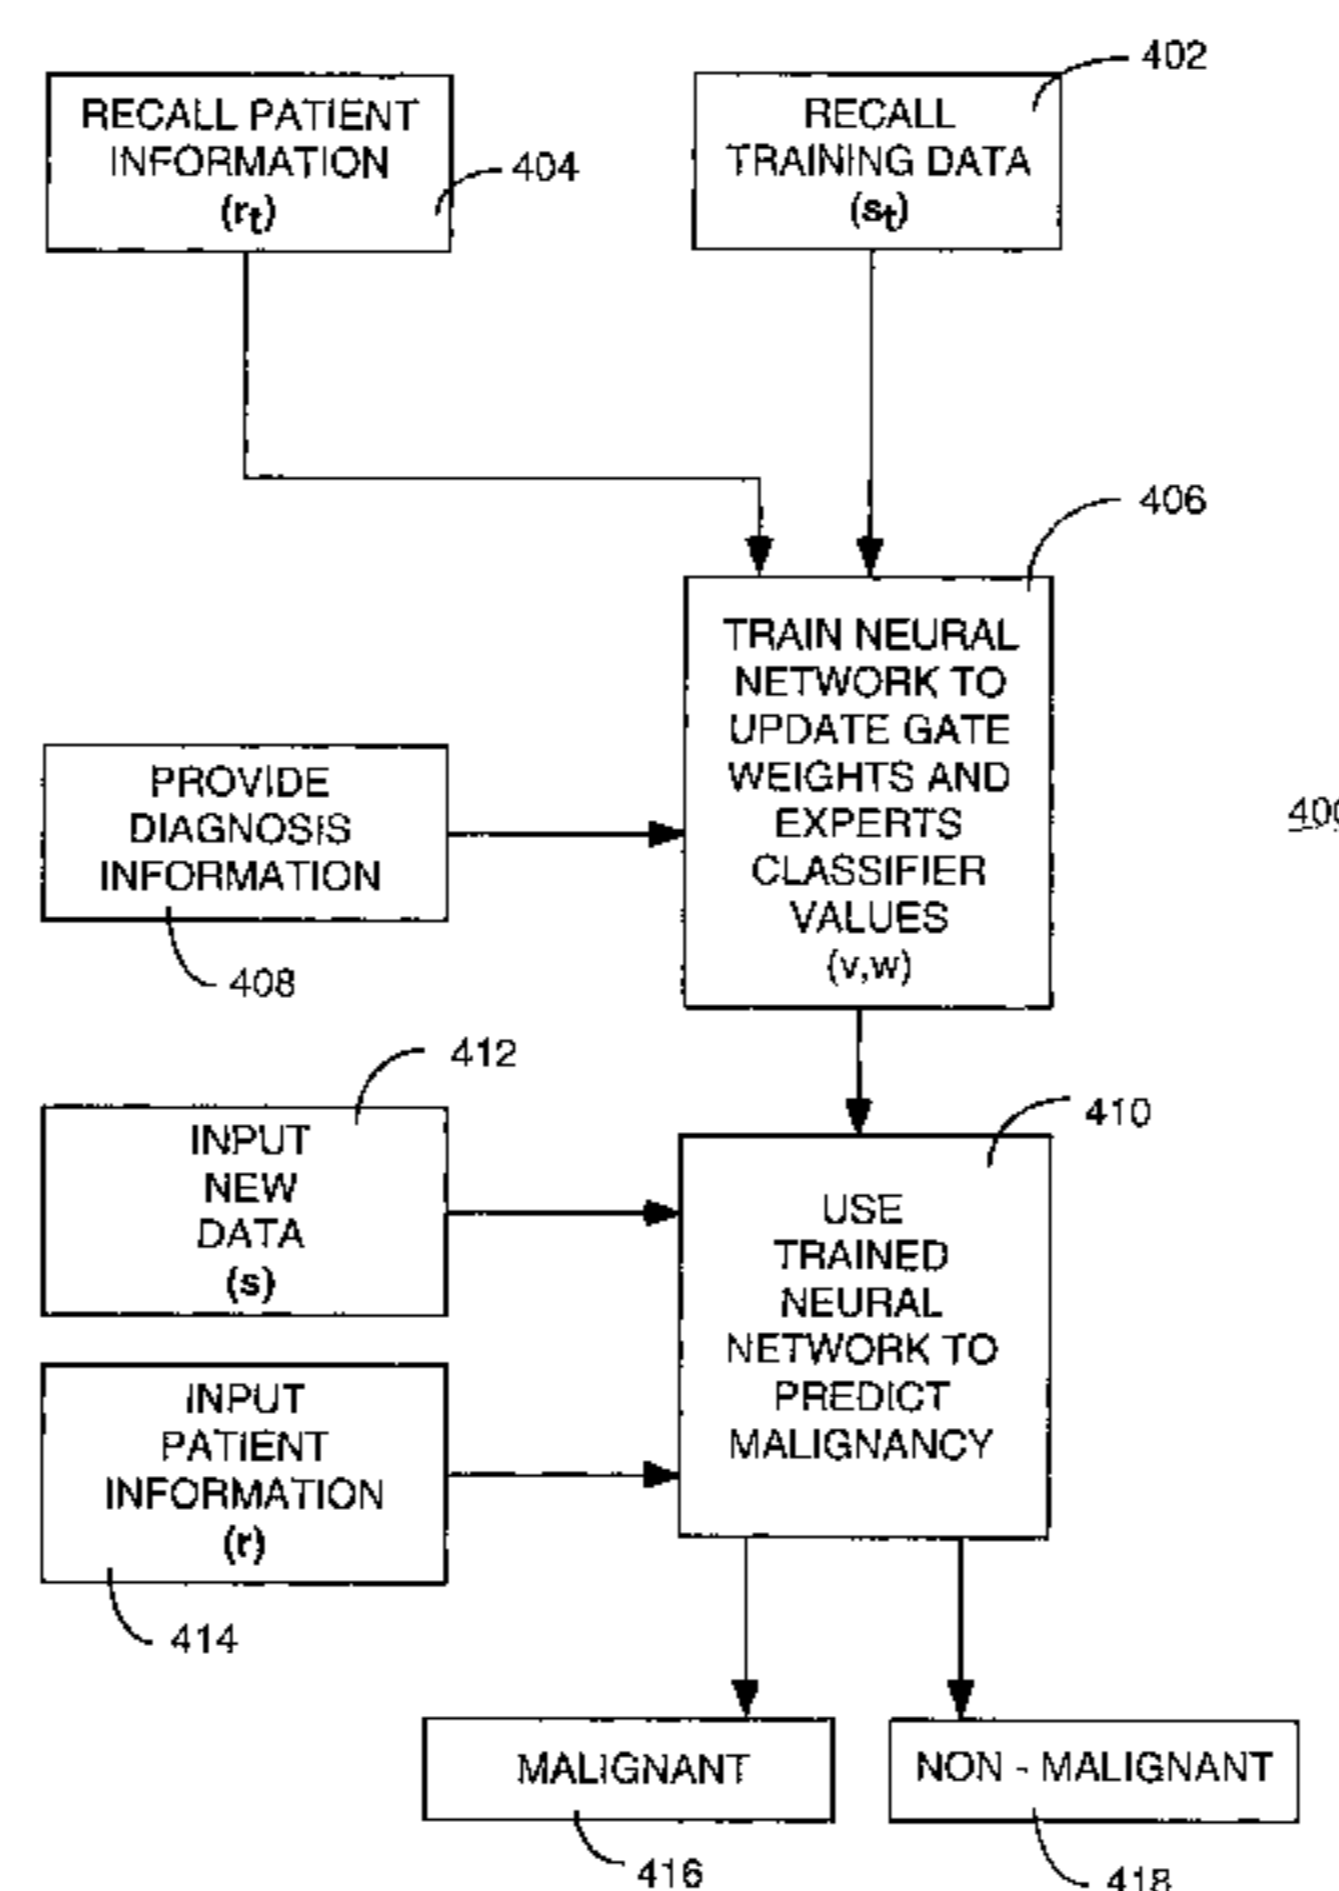 402
RECALL PATIENT
INFORMATION
(rt)
404
RECALL
TRAINING DATA
(st)
406
TRAIN NEURAL
NETWORK TO
UPDATE GATE
WEIGHTS AND
EXPERTS
CLASSIFIER
VALUES
(v,w)
PROVIDE
DIAGNOSIS
INFORMATION
408
400
412
INPUT
NEW
DATA
(s)
410
USE
TRAINED
NEURAL
NETWORK TO
PREDICT
MALIGNANCY
INPUT
PATIENT
INFORMATION
(r)
414
MALIGNANT
NON - MALIGNANT
416
418